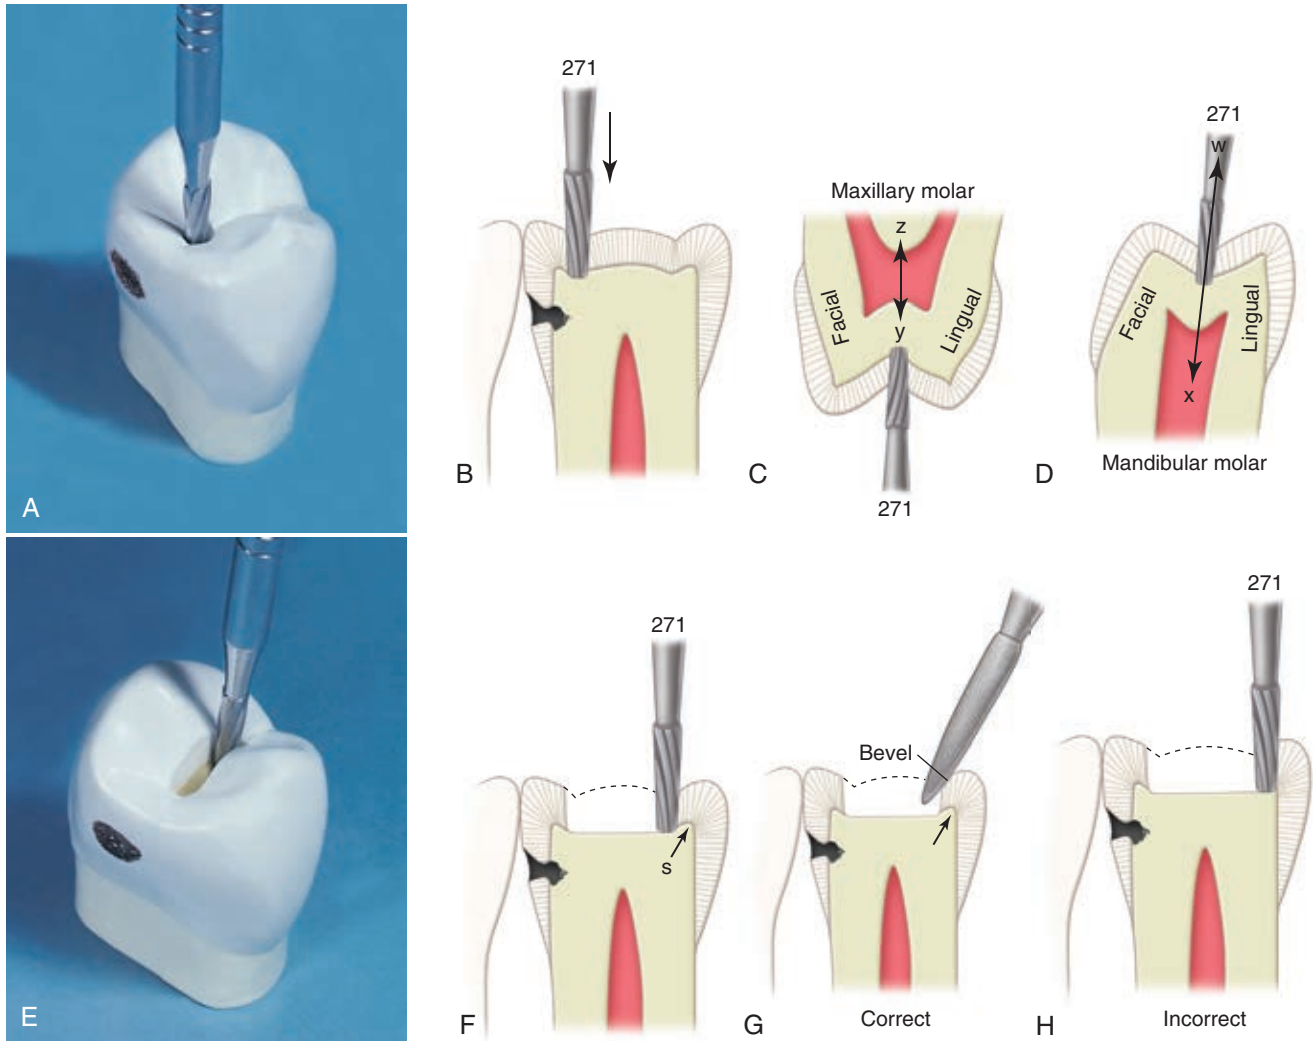 A
271
B
Maxillary molar
z
Facial
y
Lingual
C
271
271
w
Facial
Lingual
x
D
Mandibular molar
E
271
s
F
Bevel
G
Correct
271
H
Incorrect